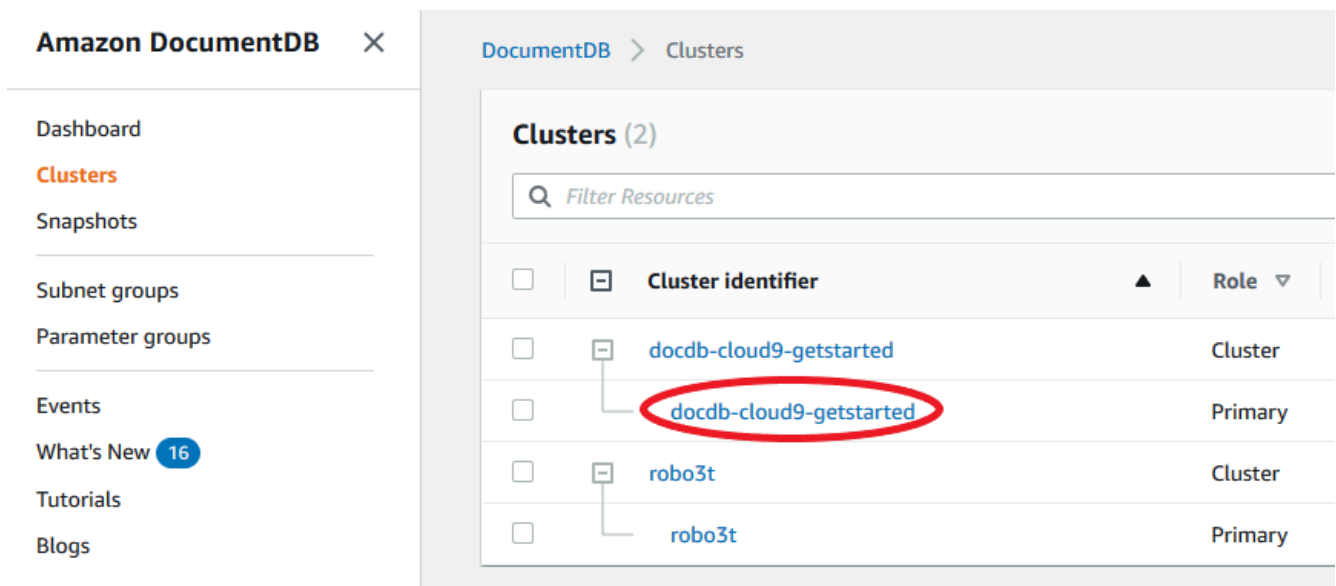 Amazon DocumentDB
Dashboard
Clusters
Snapshots
Subnet groups
Parameter groups
Events
What's New 16
Tutorials
Blogs
DocumentDB > Clusters
Clusters (2)
Filter Resources
Cluster identifier Role
docdb-cloud9-getstarted Cluster
docdb-cloud9-getstarted Primary
robo3t Cluster
robo3t Primary